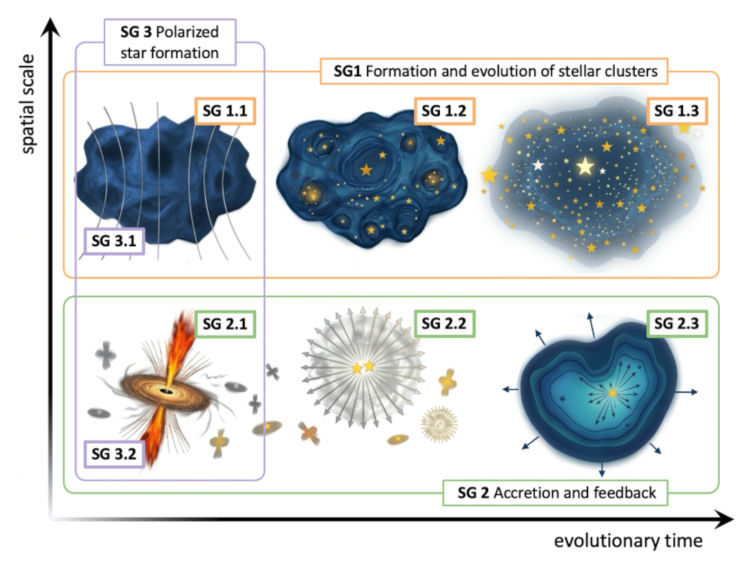 SG 3 Polarized
star formation
SG1 Formation and evolution of stellar clusters
spatial scale
SG 1.1
SG 1.2
SG 1.3
SG 3.1
SG 2.1
SG 2.2
SG 2.3
SG 3.2
SG 2 Accretion and feedback
evolutionary time